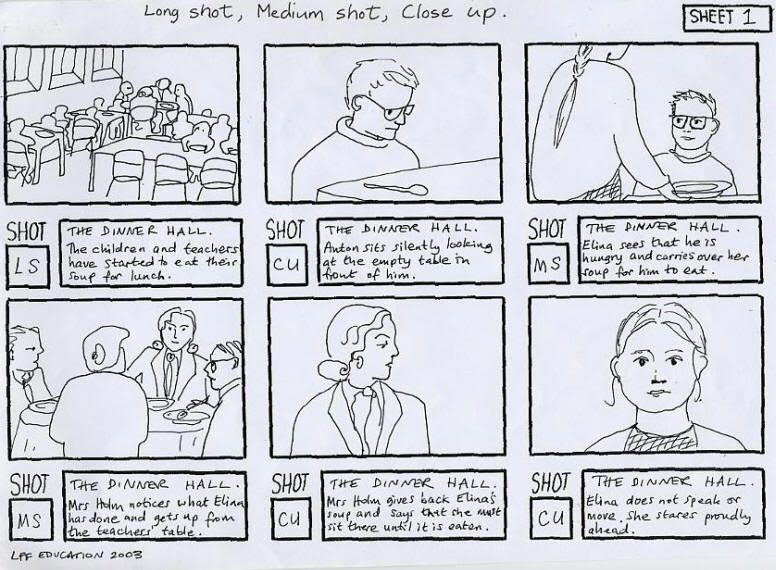 Long shot, Medium shot, Close up.
SHEET 1
SHOT
LS
THE DINNER HALL.
The children and teachers
have started to eat their
soup for lunch.
SHOT
CU
THE DINNER HALL.
Anton sits silently looking
at the empty table in
front of him.
SHOT
MS
THE DINNER HALL.
Elina sees that he is
hungry and carries over her
soup for him to eat.
SHOT
MS
THE DINNER HALL.
Mrs Holm notices what Elina
has done and gets up from
the teachers' table.
SHOT
CU
THE DINNER HALL.
Mrs Holm gives back Elina's
soup and says that she must
sit there until it is eaten.
SHOT
CU
THE DINNER HALL.
Elina does not speak or
move. She stares proudly
ahead.
LPF EDUCATION 2003